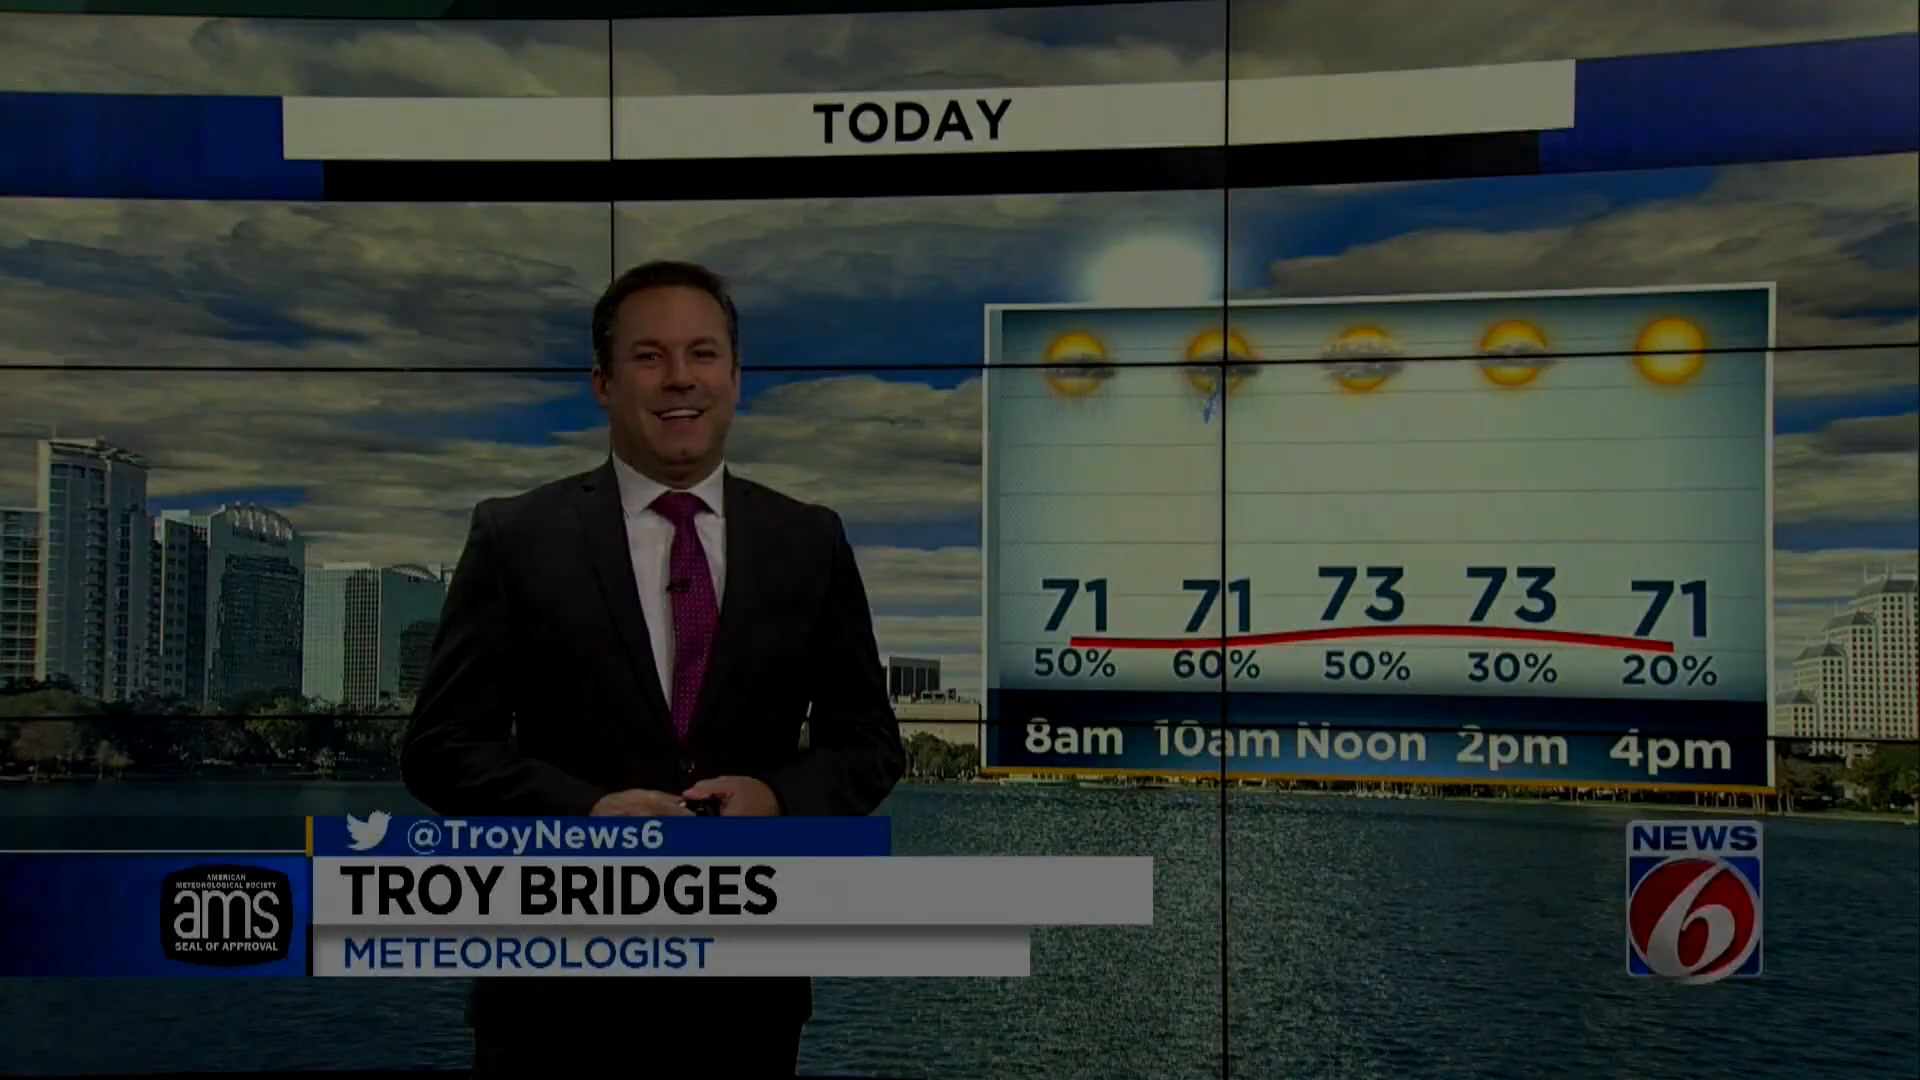 TODAY
71 71 73 73 71
50% 60% 50% 30% 20%
8am 10am Noon 2pm 4pm
@TroyNews6
TROY BRIDGES
METEOROLOGIST
AMERICAN
METEOROLOGICAL SOCIETY
ams
SEAL OF APPROVAL
NEWS
6